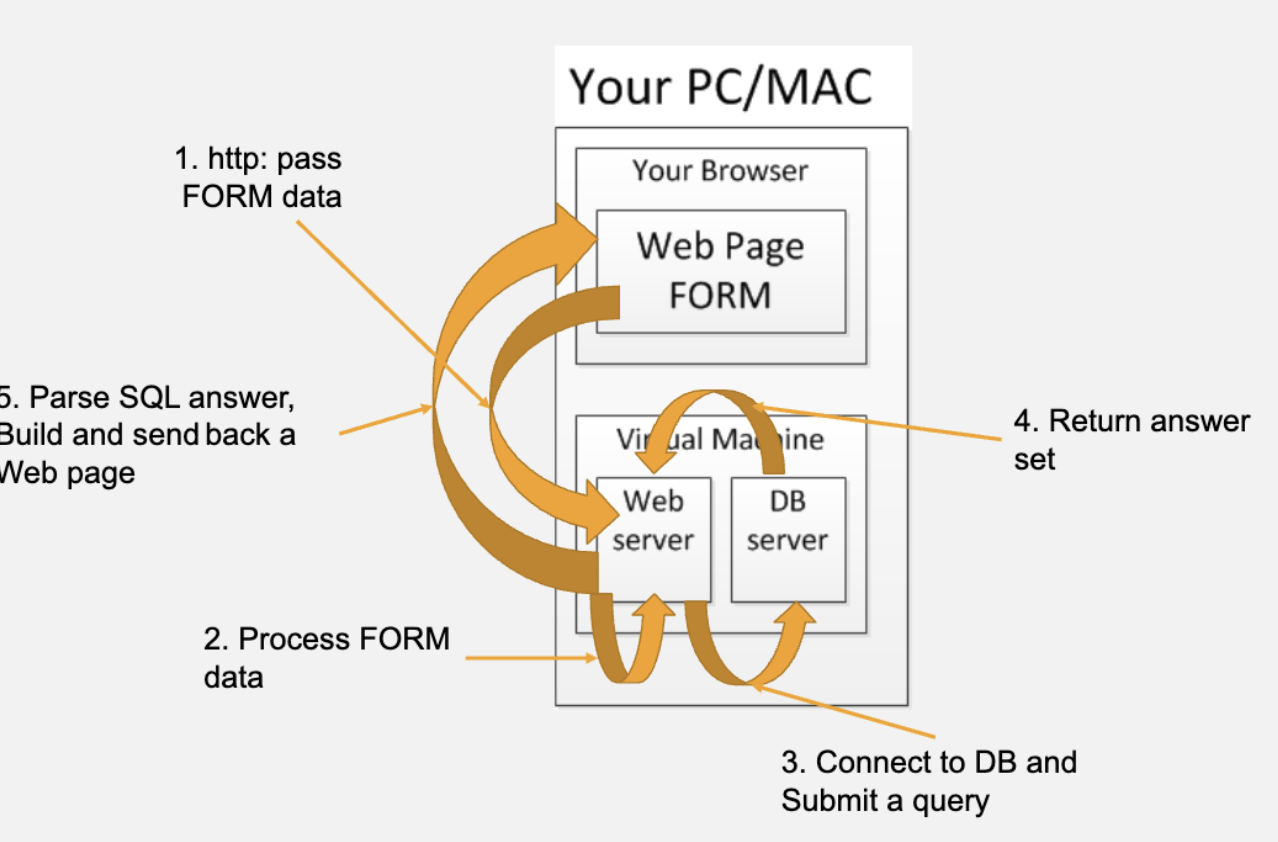 Your PC/MAC
1. http: pass
FORM data
Your Browser
Web Page
FORM
5. Parse SQL answer,
Build and send back a
Web page
4. Return answer
set
Virtual Machine
Web
server
DB
server
2. Process FORM
data
3. Connect to DB and
Submit a query